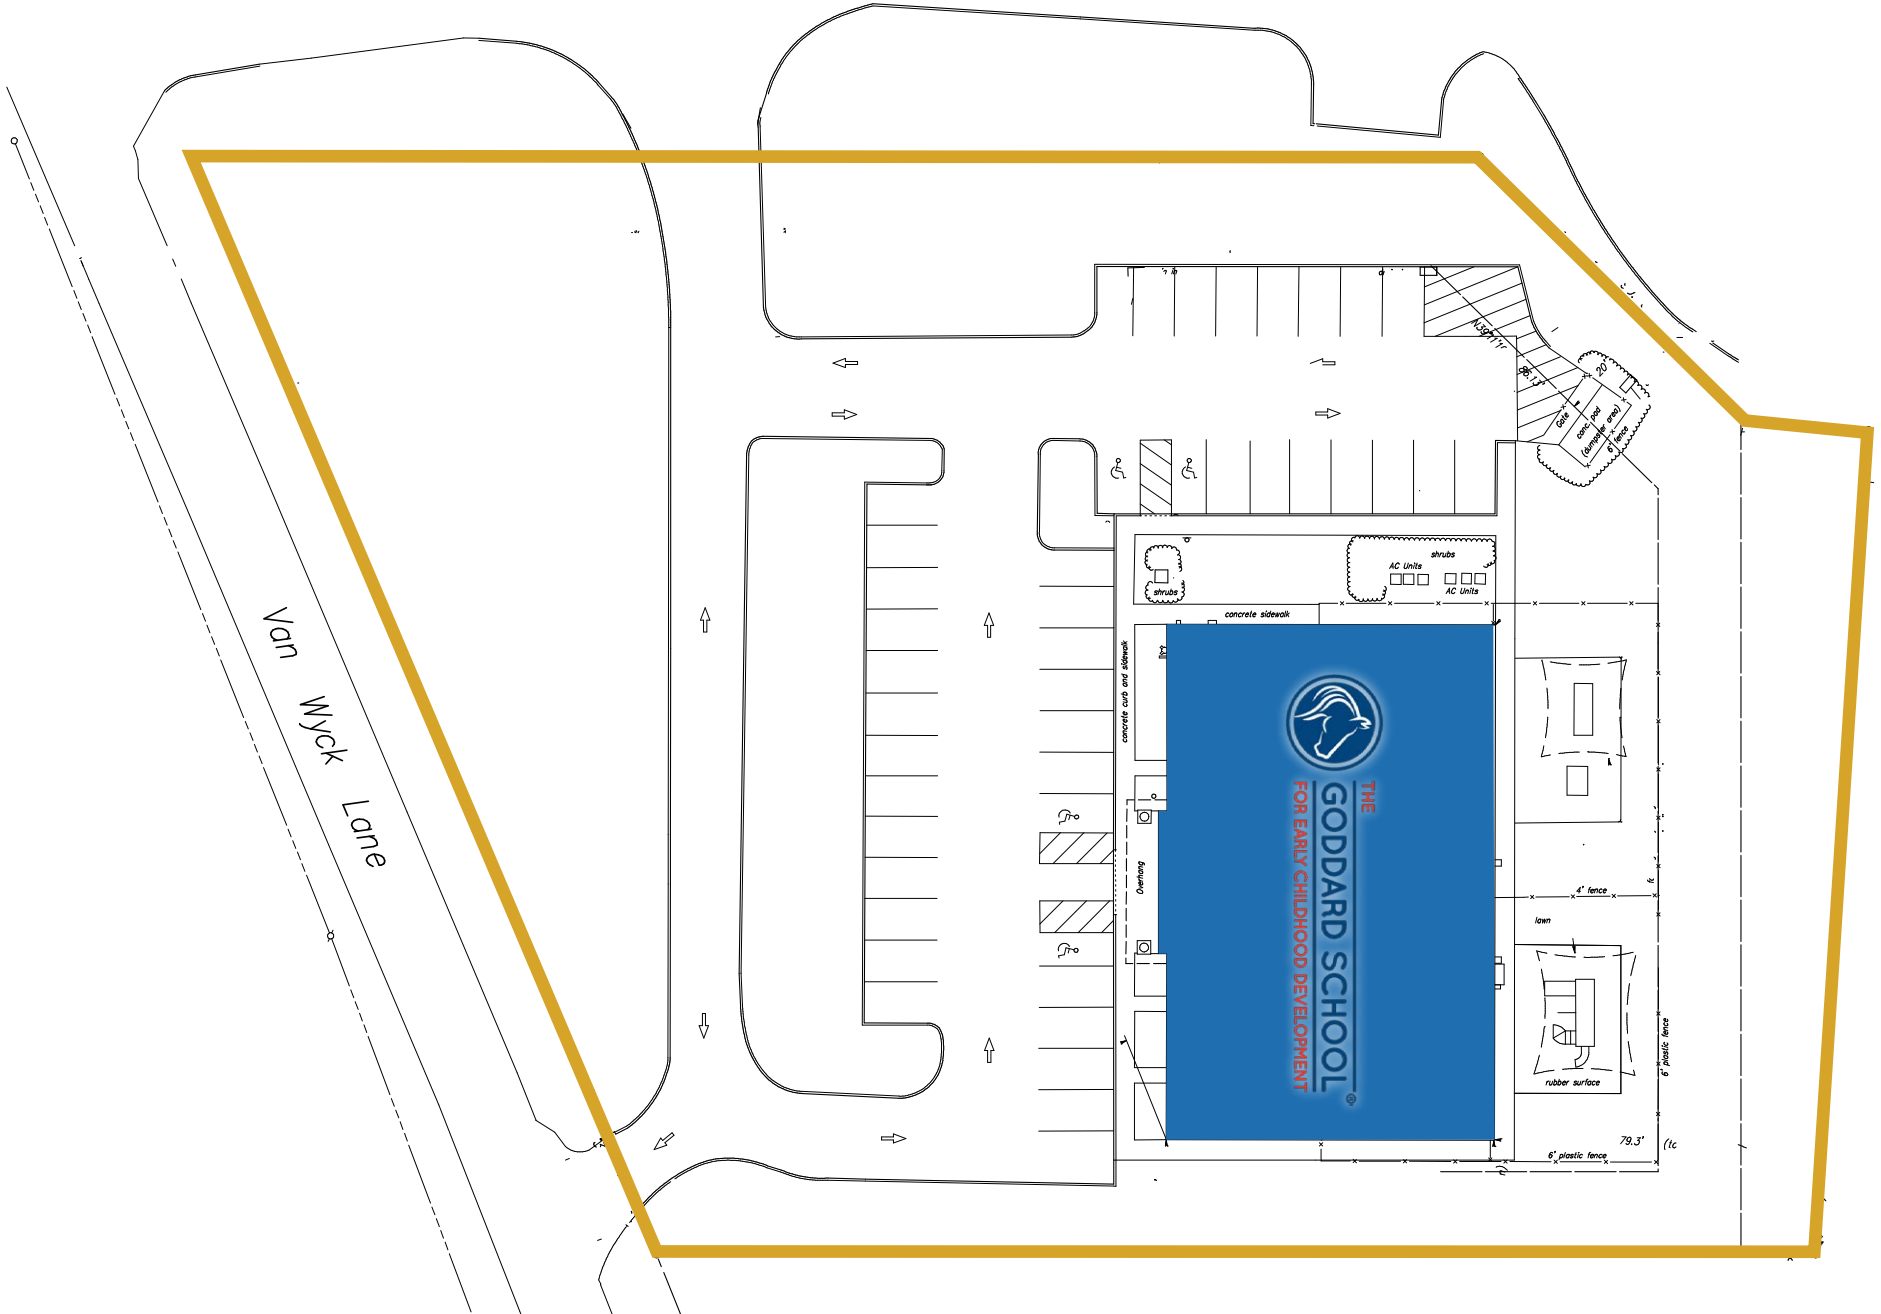 Van Wyck Lane
20'
Gate
conc. pad
(dumpster area)
6' fence
shrubs
AC Units
AC Units
shrubs
concrete sidewalk
concrete curb and sidewalk
Overhang
THE
GODDARD SCHOOL®
FOR EARLY CHILDHOOD DEVELOPMENT
4' fence
lawn
rubber surface
6' plastic fence
79.3'
6' plastic fence